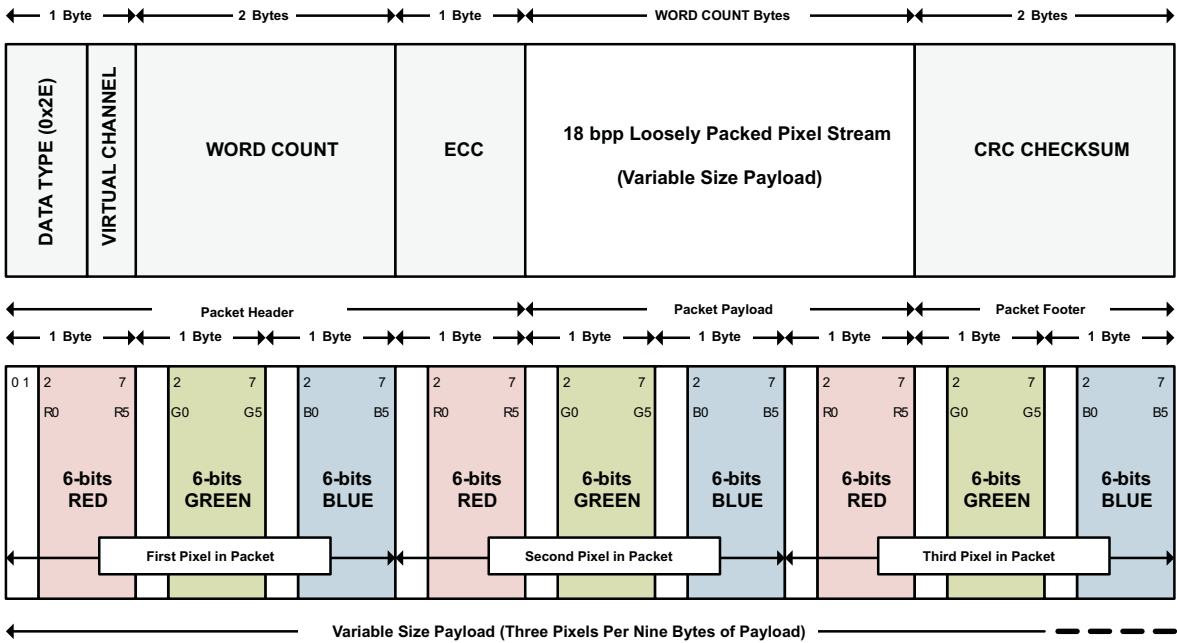 1 Byte 2 Bytes 1 Byte WORD COUNT Bytes 2 Bytes
DATA TYPE (0x2E)
VIRTUAL CHANNEL
WORD COUNT
ECC
18 bpp Loosely Packed Pixel Stream
(Variable Size Payload)
CRC CHECKSUM
Packet Header Packet Payload Packet Footer
1 Byte 1 Byte 1 Byte 1 Byte 1 Byte 1 Byte 1 Byte 1 Byte 1 Byte
0 1 2 7 2 7 2 7 2 7 2 7 2 7 2 7 2 7 2 7
R0 R5 G0 G5 B0 B5 R0 R5 G0 G5 B0 B5 R0 R5 G0 G5 B0 B5
6-bits 6-bits 6-bits 6-bits 6-bits 6-bits 6-bits 6-bits 6-bits
RED GREEN BLUE RED GREEN BLUE RED GREEN BLUE
First Pixel in Packet Second Pixel in Packet Third Pixel in Packet
Variable Size Payload (Three Pixels Per Nine Bytes of Payload)